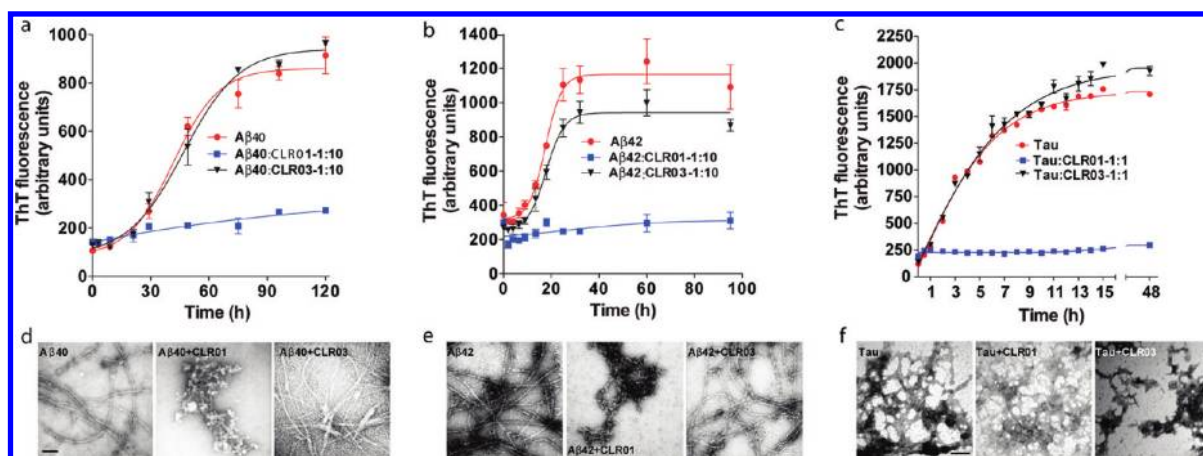 a
ThT fluorescence
(arbitrary units)
1000
800
600
400
200
0
Aβ40
Aβ40:CLR01-1:10
Aβ40:CLR03-1:10
0 30 60 90 120
Time (h)
b
ThT fluorescence
(arbitrary units)
1400
1200
1000
800
600
400
200
0
Aβ42
Aβ42:CLR01-1:10
Aβ42:CLR03-1:10
0 20 40 60 80 100
Time (h)
c
ThT fluorescence
(arbitrary units)
2250
2000
1750
1500
1250
1000
750
500
250
0
Tau
Tau:CLR01-1:1
Tau:CLR03-1:1
1 3 5 7 9 11 13 15 48
Time (h)
d
Aβ40
Aβ40+CLR01
Aβ40+CLR03
e
Aβ42
Aβ42+CLR01
Aβ42+CLR03
f
Tau
Tau+CLR01
Tau+CLR03